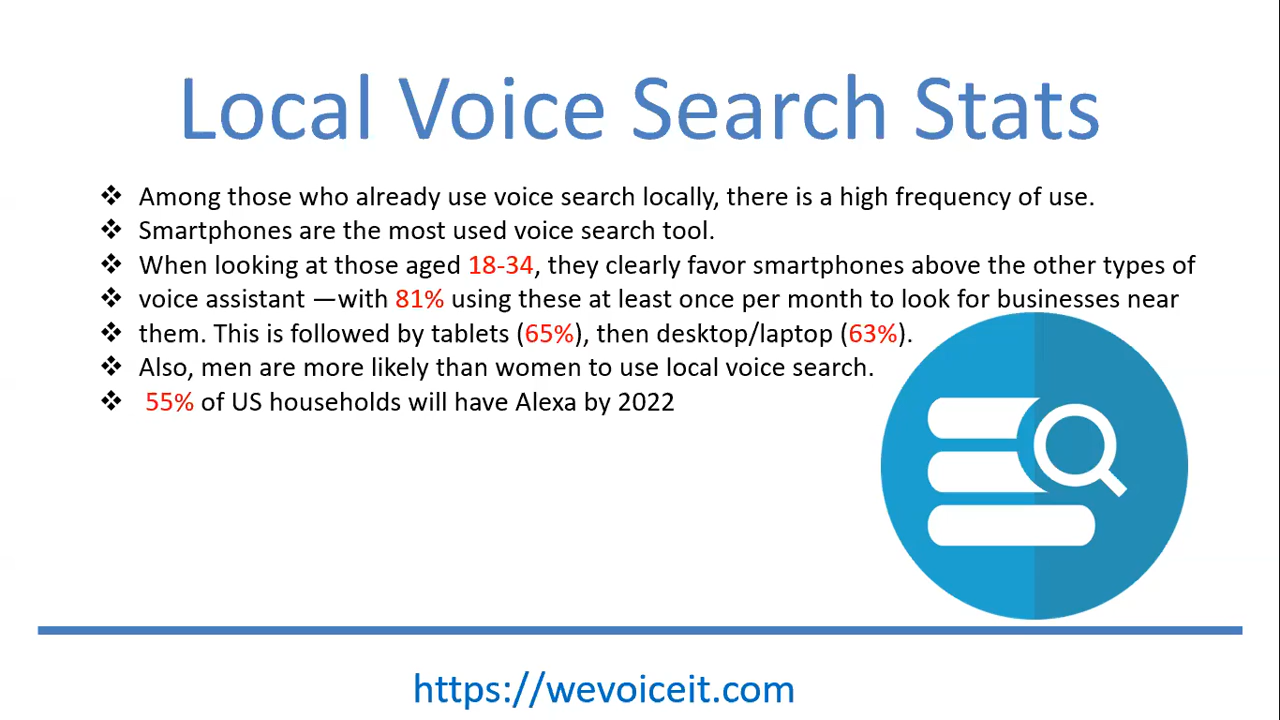 Local Voice Search Stats
❖ Among those who already use voice search locally, there is a high frequency of use.
❖ Smartphones are the most used voice search tool.
❖ When looking at those aged 18-34, they clearly favor smartphones above the other types of
❖ voice assistant —with 81% using these at least once per month to look for businesses near
❖ them. This is followed by tablets (65%), then desktop/laptop (63%).
❖ Also, men are more likely than women to use local voice search.
❖ 55% of US households will have Alexa by 2022
https://wevoiceit.com